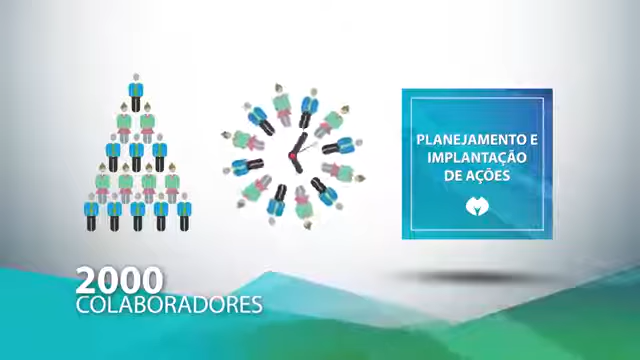 PLANEJAMENTO E
IMPLANTAÇÃO
DE AÇÕES
2000
COLABORADORES